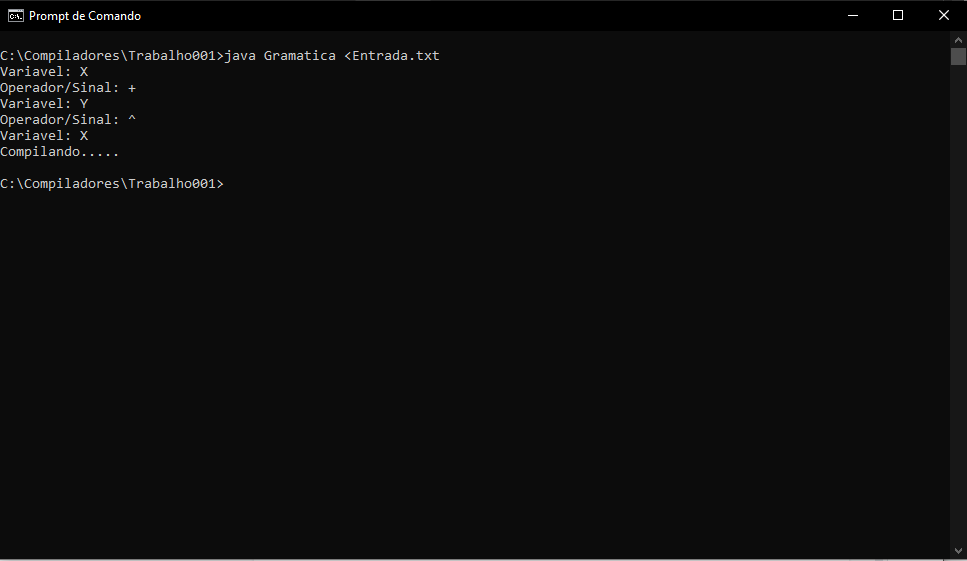 Prompt de Comando
C:\Compiladores\Trabalho001>java Gramatica <Entrada.txt
Variavel: X
Operador/Sinal: +
Variavel: Y
Operador/Sinal: ^
Variavel: X
Compilando.....
C:\Compiladores\Trabalho001>